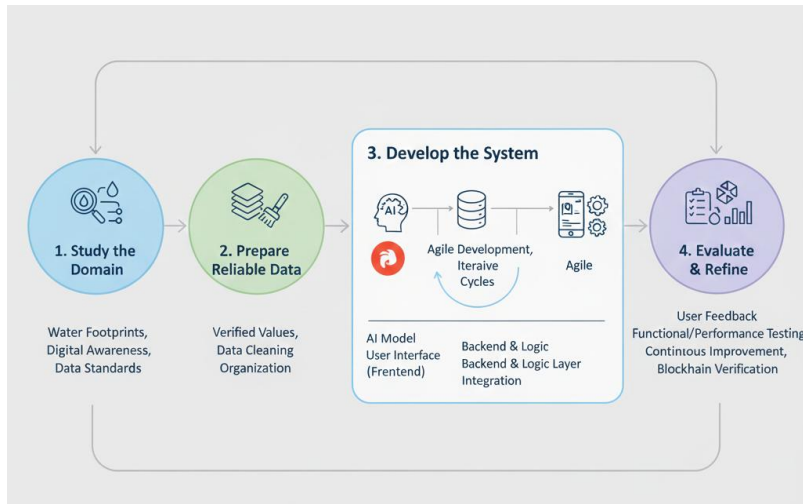 1. Study the
Domain
Water Footprints,
Digital Awareness,
Data Standards
2. Prepare
Reliable Data
Verified Values,
Data Cleaning
Organization
3. Develop the System
AI
Agile Development,
Iteraive
Cycles
Agile
AI Model
User Interface
(Frentend)
Backend & Logic
Backend & Logic Layer
Integration
4. Evaluate
& Refine
User Feedback
Functional/Performance Testing
Continous Improvement,
Blockhain Verification